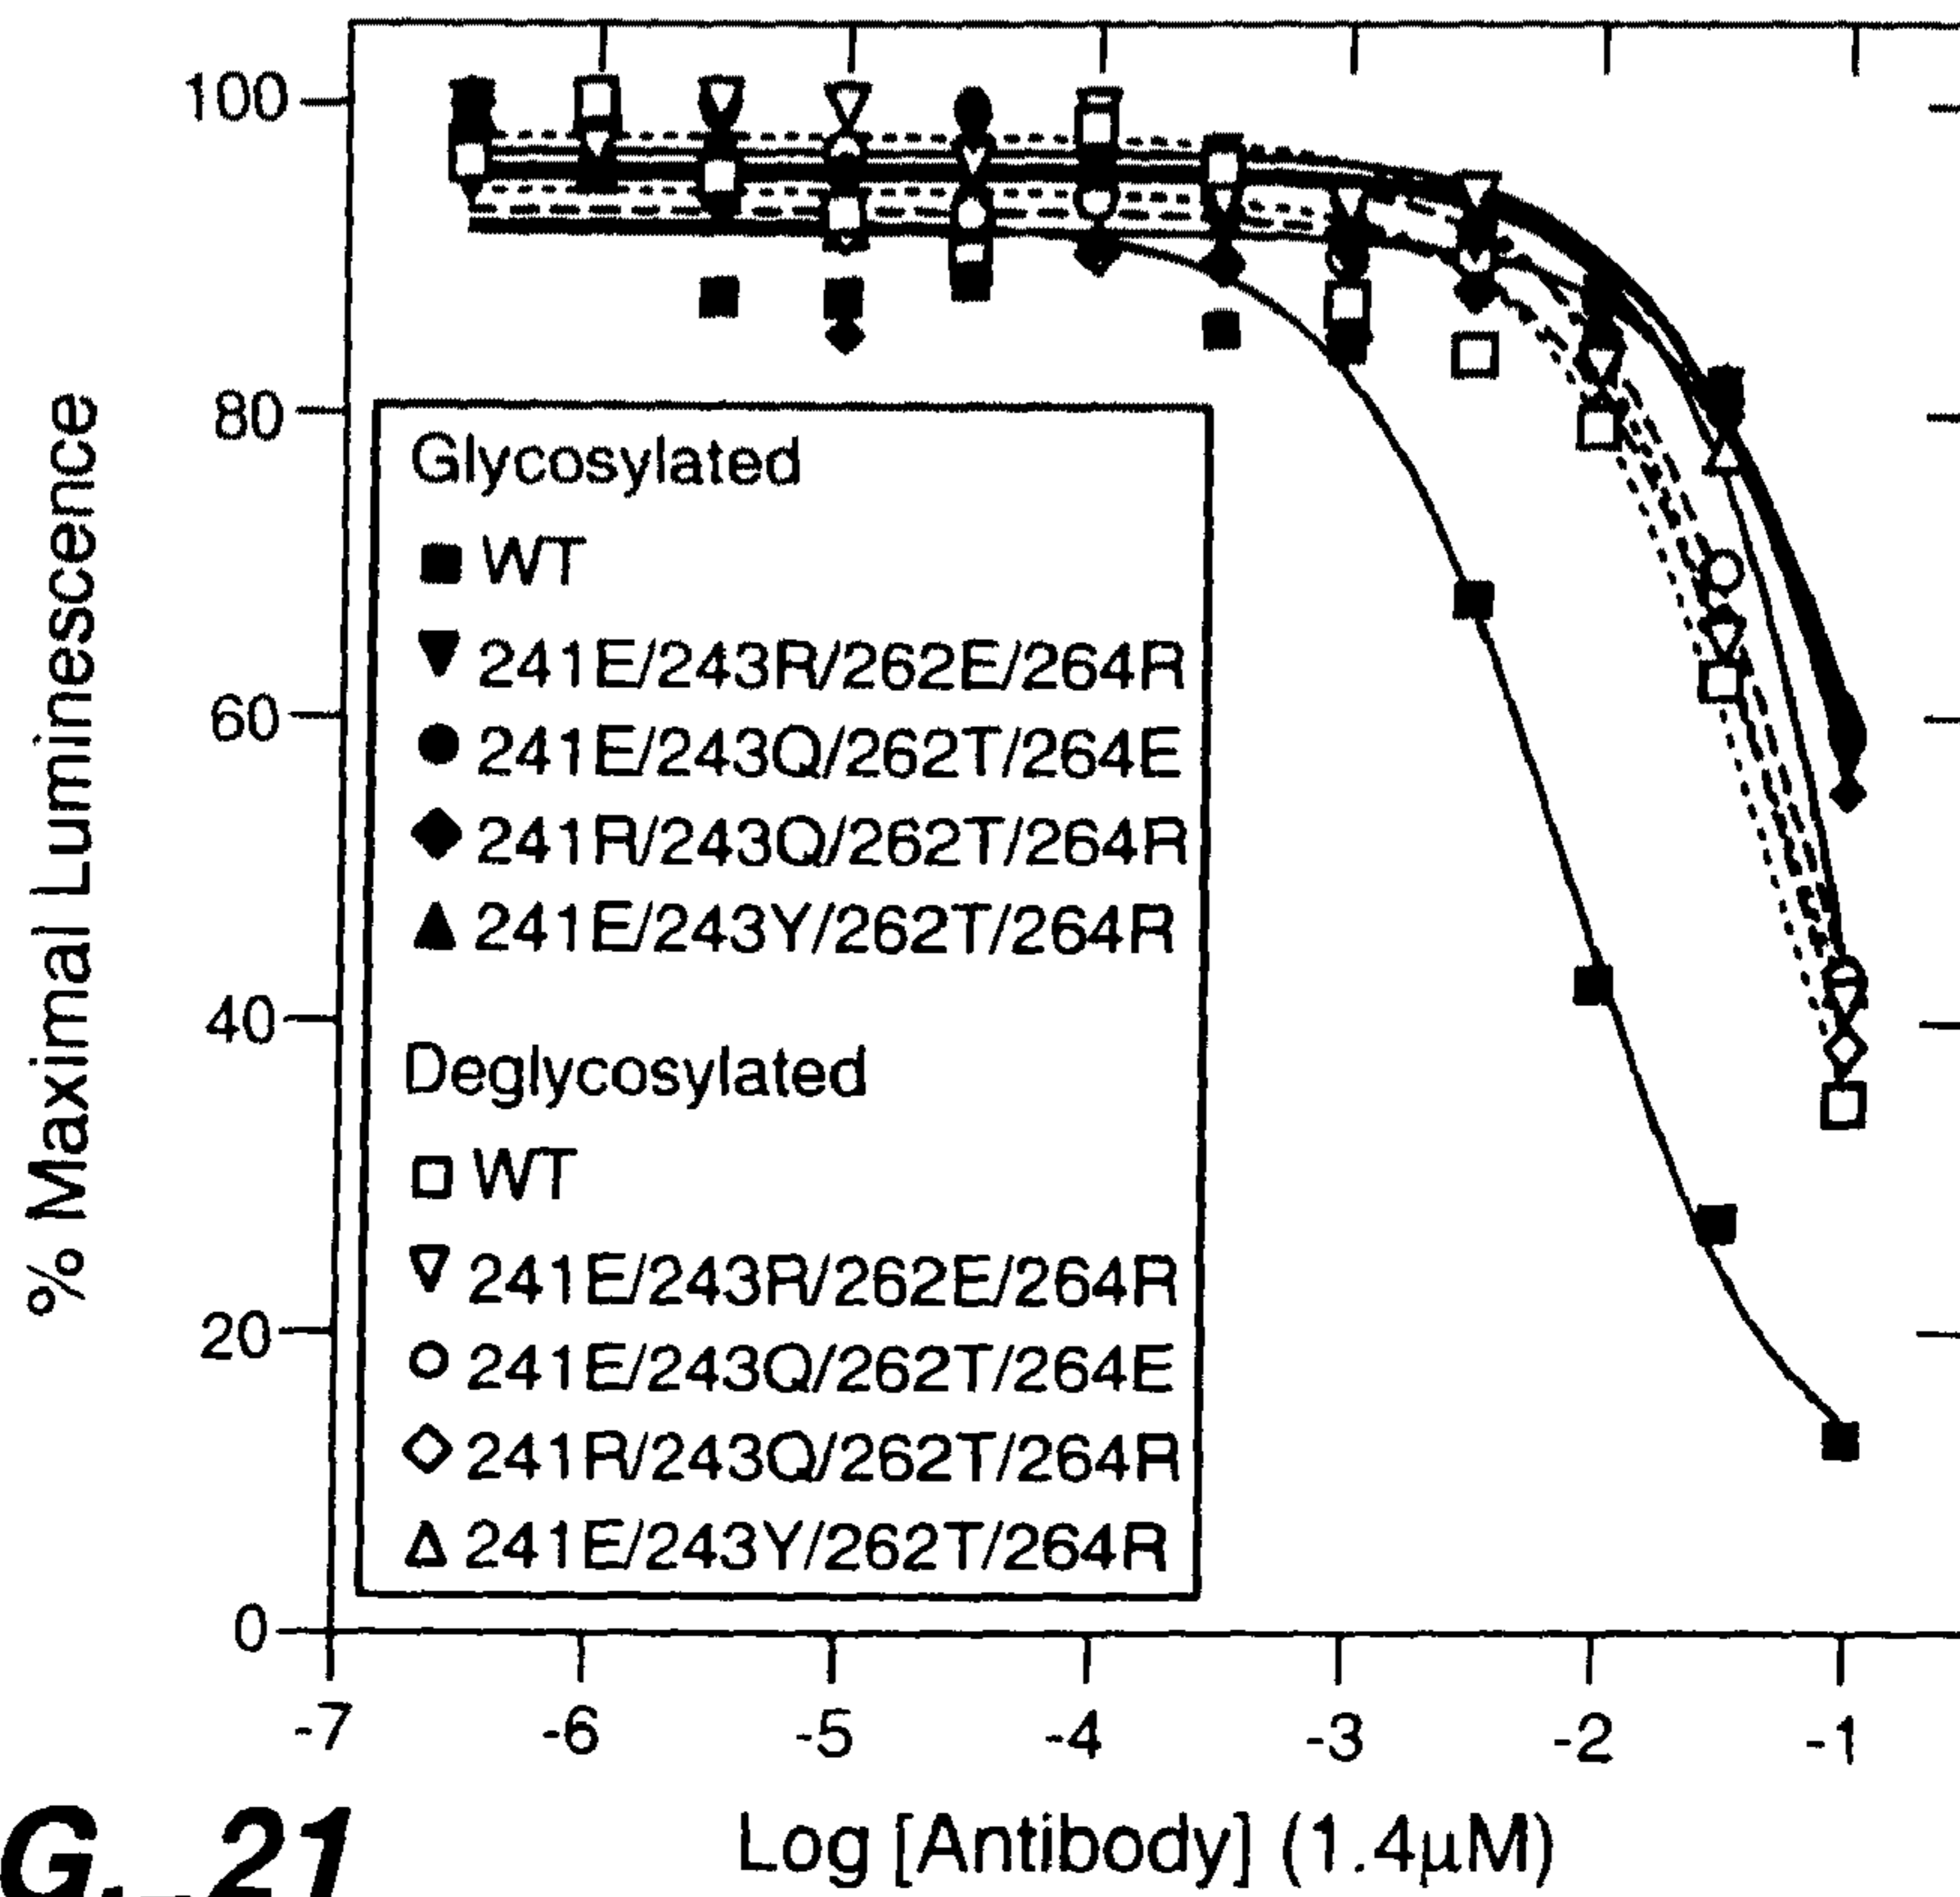 % Maximal Luminescence
100
80
60
40
20
0
Glycosylated
WT
241E/243R/262E/264R
241E/243Q/262T/264E
241R/243Q/262T/264R
241E/243Y/262T/264R
Deglycosylated
WT
241E/243R/262E/264R
241E/243Q/262T/264E
241R/243Q/262T/264R
241E/243Y/262T/264R
-7 -6 -5 -4 -3 -2 -1
Log [Antibody] (1.4µM)
G. 21